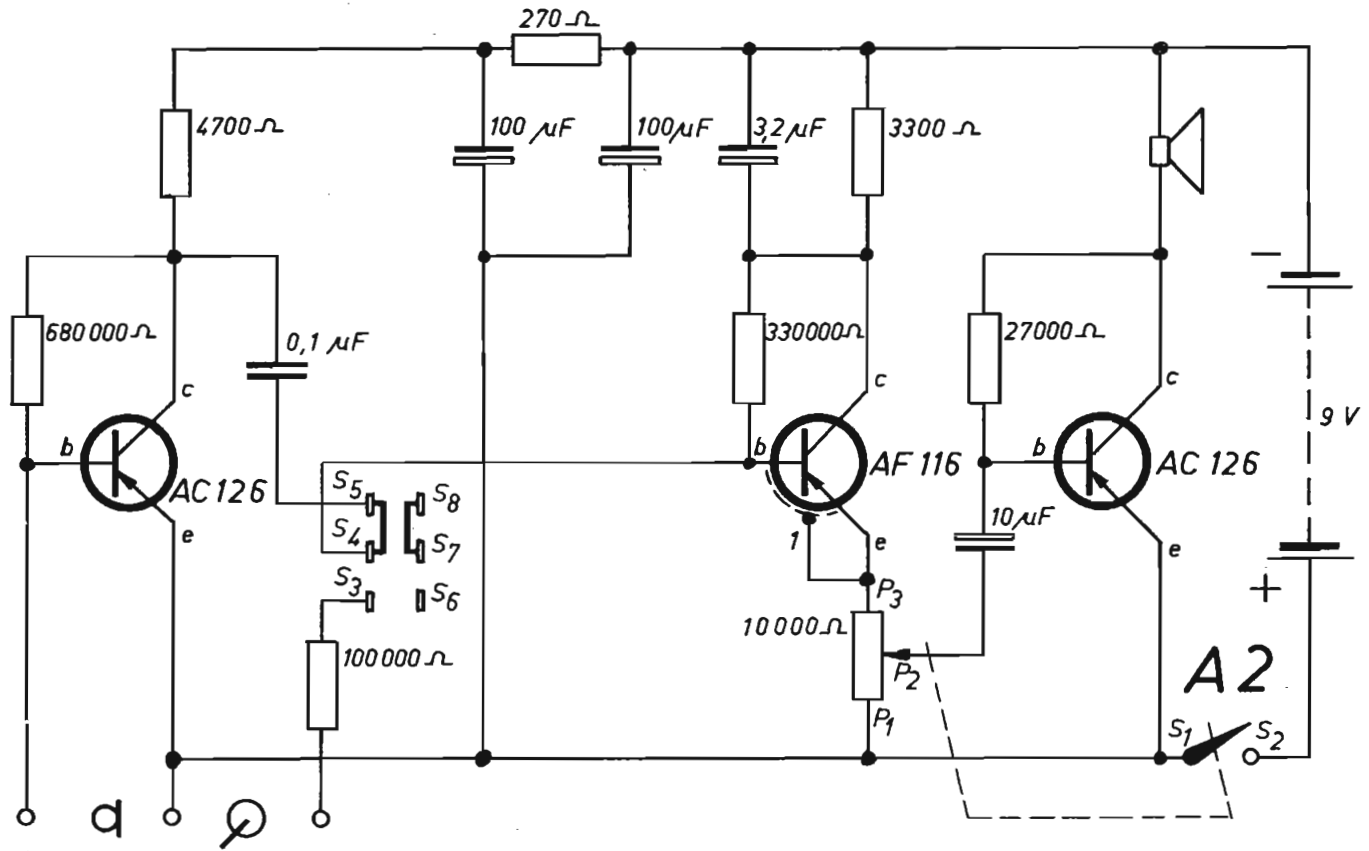 270 Ω
4700 Ω
100 µF
100 µF
3,2 µF
3300 Ω
680 000 Ω
0,1 µF
330000 Ω
27000 Ω
−
c
c
c
9 V
b
AC 126
b
AF 116
b
AC 126
e
S5
S8
S4
S7
10 µF
1
e
e
S3
S6
P3
+
10 000 Ω
100 000 Ω
P2
A2
P1
S1
S2